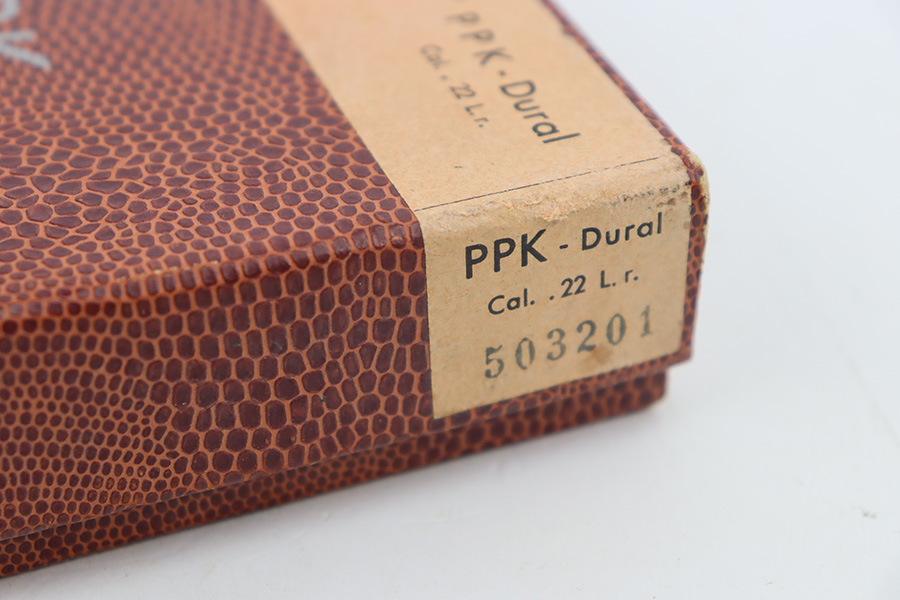 PPK - Dural
Cal. .22 L.r.
PPK - Dural
Cal. .22 L. r.
503201